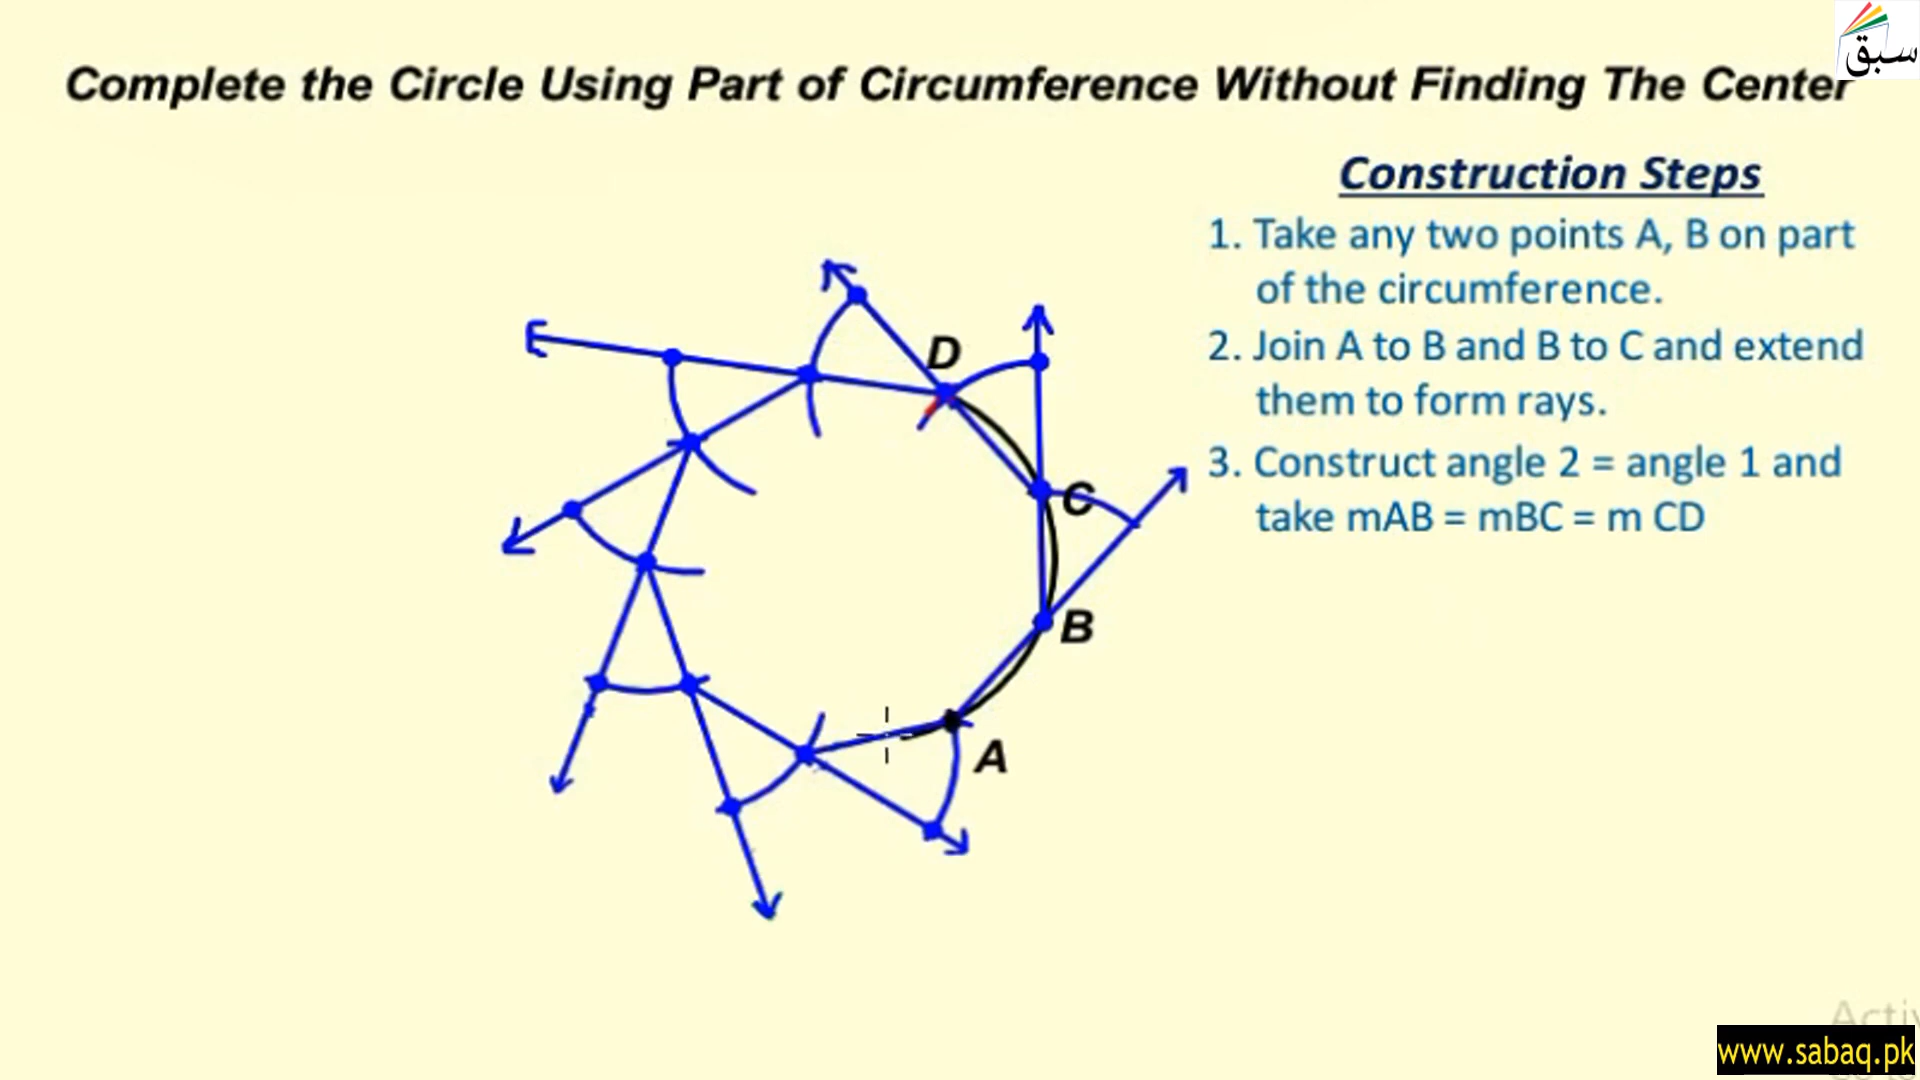 سبق
Complete the Circle Using Part of Circumference Without Finding The Center
Construction Steps
1. Take any two points A, B on part
of the circumference.
2. Join A to B and B to C and extend
them to form rays.
3. Construct angle 2 = angle 1 and
take mAB = mBC = m CD
D
C
B
A
www.sabaq.pk